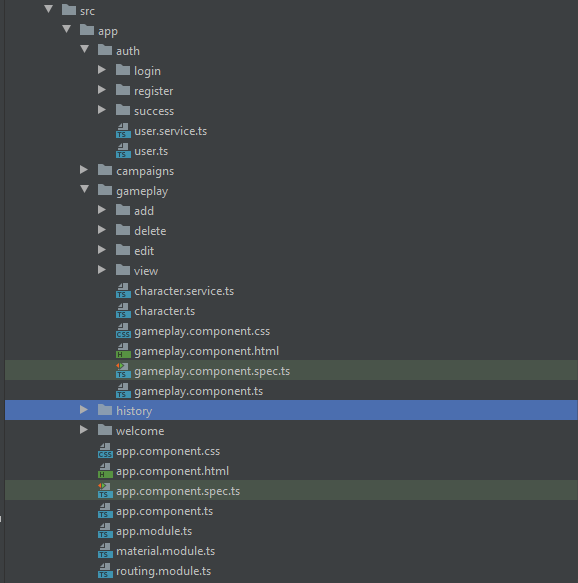 src
app
auth
login
register
success
user.service.ts
user.ts
campaigns
gameplay
add
delete
edit
view
character.service.ts
character.ts
gameplay.component.css
gameplay.component.html
gameplay.component.spec.ts
gameplay.component.ts
history
welcome
app.component.css
app.component.html
app.component.spec.ts
app.component.ts
app.module.ts
material.module.ts
routing.module.ts